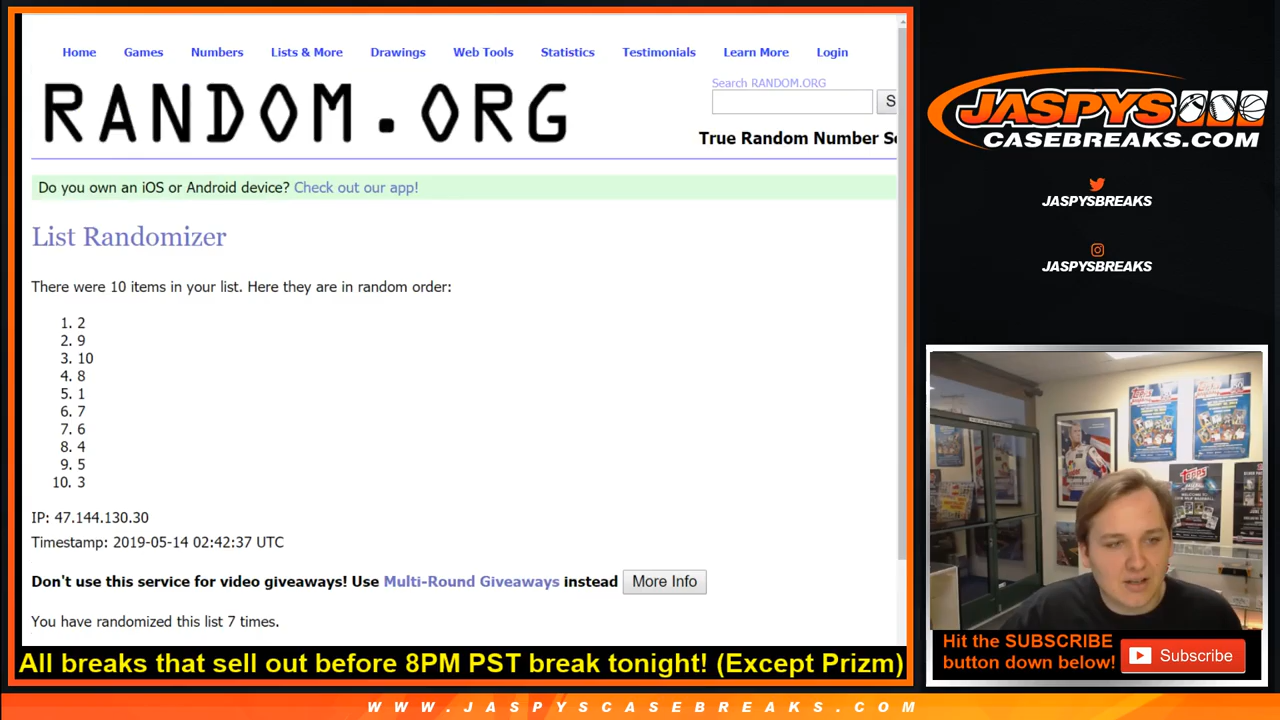 Home Games Numbers Lists & More Drawings Web Tools Statistics Testimonials Learn More Login
RANDOM.ORG
Search RANDOM.ORG
S
True Random Number Se
Do you own an iOS or Android device? Check out our app!
List Randomizer
There were 10 items in your list. Here they are in random order:
1. 2
2. 9
3. 10
4. 8
5. 1
6. 7
7. 6
8. 4
9. 5
10. 3
IP: 47.144.130.30
Timestamp: 2019-05-14 02:42:37 UTC
Don't use this service for video giveaways! Use Multi-Round Giveaways instead More Info
You have randomized this list 7 times.
All breaks that sell out before 8PM PST break tonight! (Except Prizm)
JASPYS
CASEBREAKS.COM
JASPYSBREAKS
JASPYSBREAKS
Topps
Hit the SUBSCRIBE
button down below!
Subscribe
WWW.JASPYSCASEBREAKS.COM